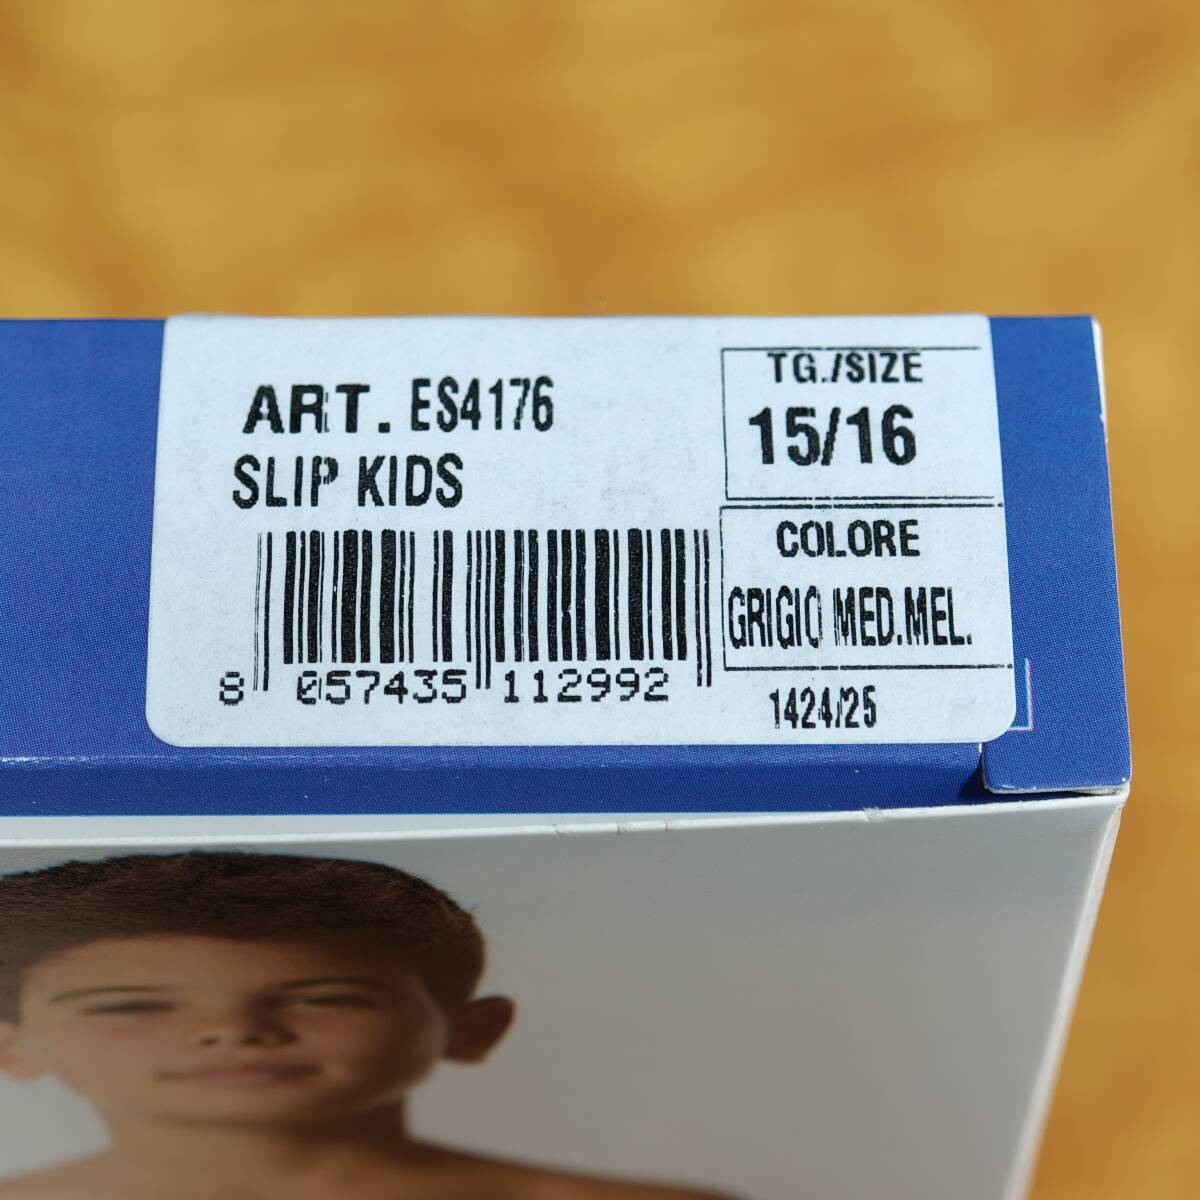 ART. ES4176
SLIP KIDS
8 057435 112992
TG./SIZE
15/16
COLORE
GRIGIO MED.MEL.
1424/25